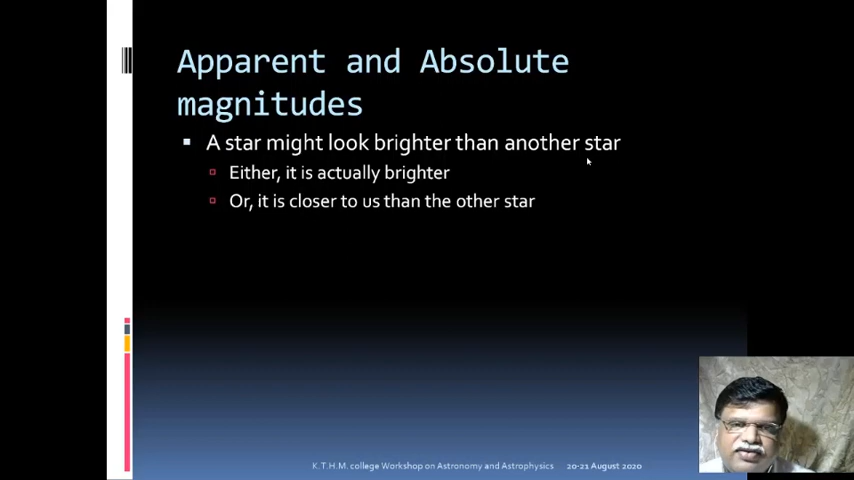 Apparent and Absolute
magnitudes
A star might look brighter than another star
Either, it is actually brighter
Or, it is closer to us than the other star
K.T.H.M. college Workshop on Astronomy and Astrophysics 20-21 August 2020